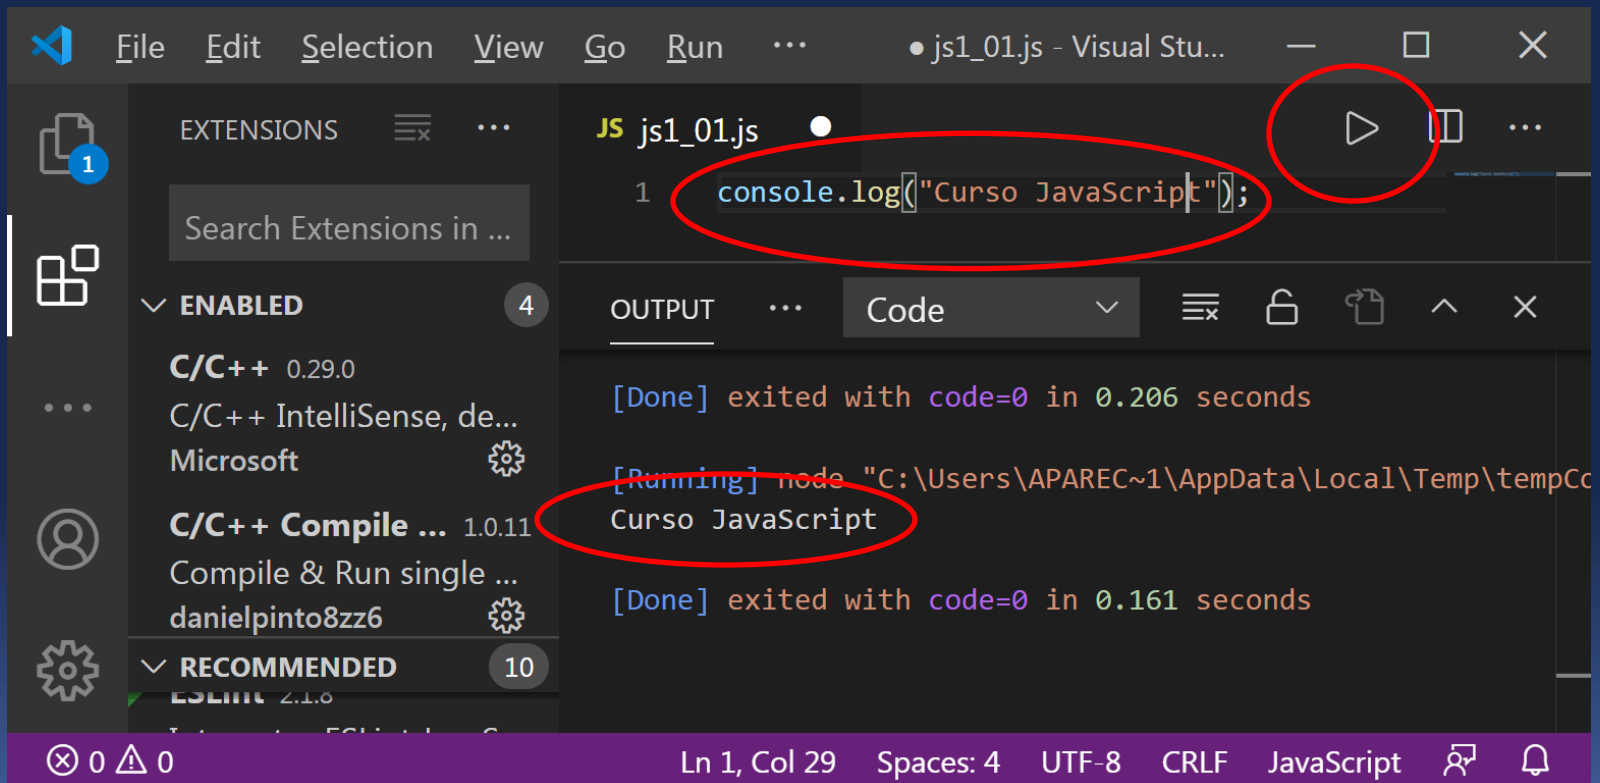 File Edit Selection View Go Run ··· ● js1_01.js - Visual Stu...
EXTENSIONS
Search Extensions in ...
ENABLED 4
C/C++ 0.29.0
C/C++ IntelliSense, de...
Microsoft
C/C++ Compile ... 1.0.11
Compile & Run single ...
danielpinto8zz6
RECOMMENDED 10
ESLint 2.1.8
1
JS js1_01.js
1 console.log("Curso JavaScript");
OUTPUT ··· Code
[Done] exited with code=0 in 0.206 seconds
[Running] node "C:\Users\APAREC~1\AppData\Local\Temp\tempCo
Curso JavaScript
[Done] exited with code=0 in 0.161 seconds
0 0 Ln 1, Col 29 Spaces: 4 UTF-8 CRLF JavaScript